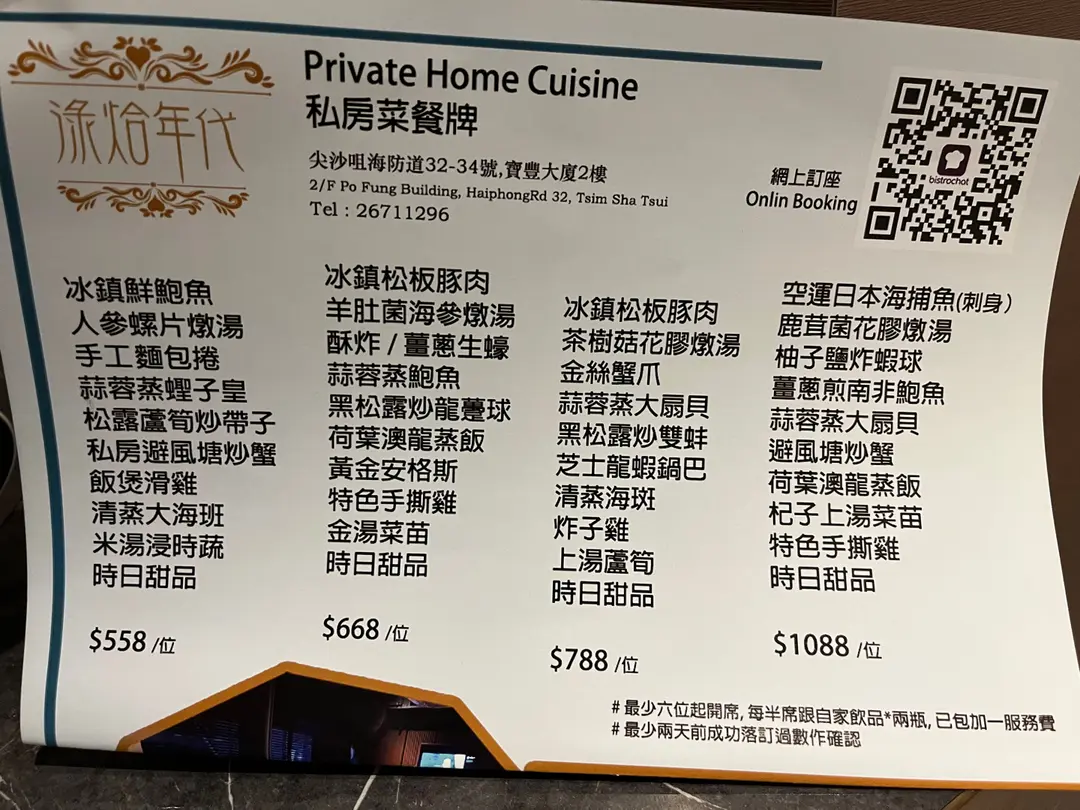 淥焓年代
Private Home Cuisine
私房菜餐牌
尖沙咀海防道32-34號,寶豐大廈2樓
2/F Po Fung Building, HaiphongRd 32, Tsim Sha Tsui
Tel : 26711296
網上訂座
Onlin Booking
bistrochat
冰鎮鮮鮑魚
人參螺片燉湯
手工麵包捲
蒜蓉蒸蟶子皇
松露蘆筍炒帶子
私房避風塘炒蟹
飯煲滑雞
清蒸大海班
米湯浸時蔬
時日甜品
$558 /位
冰鎮松板豚肉
羊肚菌海參燉湯
酥炸 / 薑蔥生蠔
蒜蓉蒸鮑魚
黑松露炒龍躉球
荷葉澳龍蒸飯
黃金安格斯
特色手撕雞
金湯菜苗
時日甜品
$668 /位
冰鎮松板豚肉
茶樹菇花膠燉湯
金絲蟹爪
蒜蓉蒸大扇貝
黑松露炒雙蚌
芝士龍蝦鍋巴
清蒸海斑
炸子雞
上湯蘆筍
時日甜品
$788 /位
空運日本海捕魚(刺身)
鹿茸菌花膠燉湯
柚子鹽炸蝦球
薑蔥煎南非鮑魚
蒜蓉蒸大扇貝
避風塘炒蟹
荷葉澳龍蒸飯
杞子上湯菜苗
特色手撕雞
時日甜品
$1088 /位
# 最少六位起開席, 每半席跟自家飲品*兩瓶, 已包加一服務費
# 最少兩天前成功落訂過數作確認